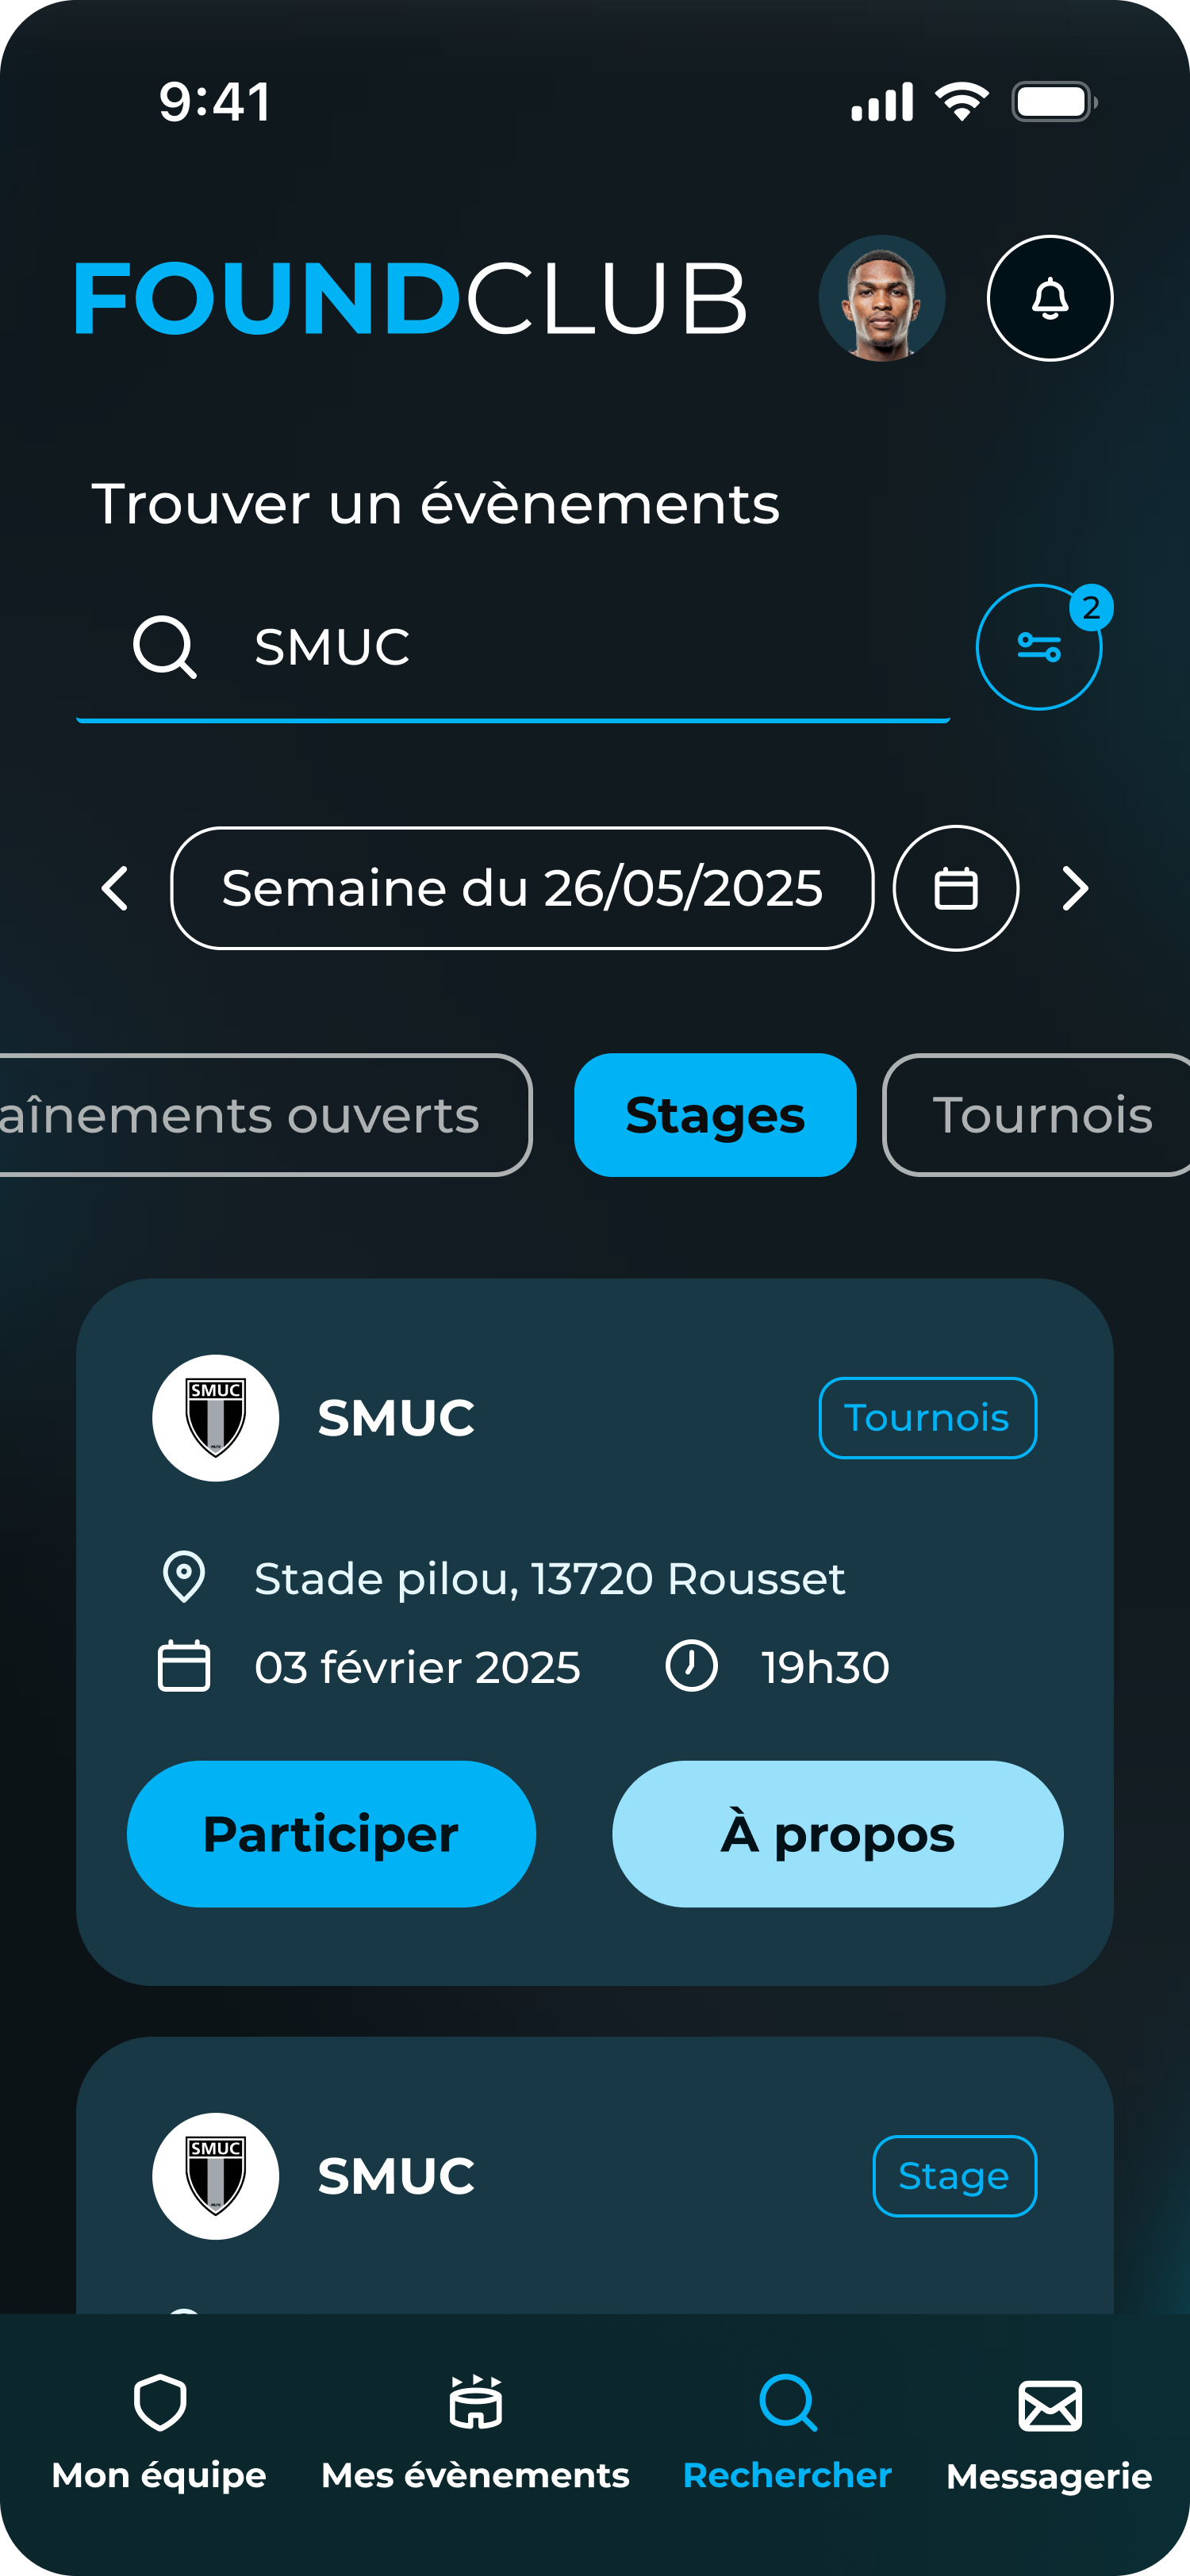 9:41
FOUNDCLUB
Trouver un évènements
SMUC
2
Semaine du 26/05/2025
aînements ouverts
Stages
Tournois
SMUC
SMUC
Tournois
Stade pilou, 13720 Rousset
03 février 2025
19h30
Participer
À propos
SMUC
SMUC
Stage
Mon équipe
Mes évènements
Rechercher
Messagerie